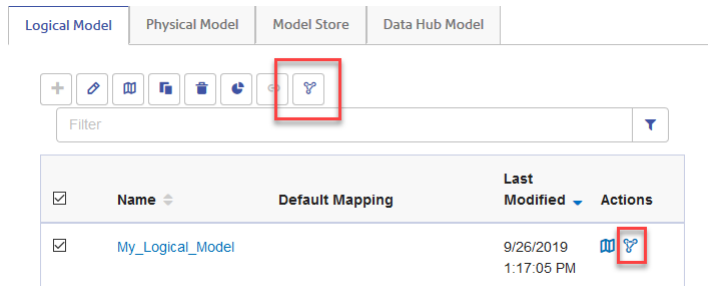 Logical Model Physical Model Model Store Data Hub Model
Filter
Name Default Mapping Last Modified Actions
My_Logical_Model 9/26/2019 1:17:05 PM